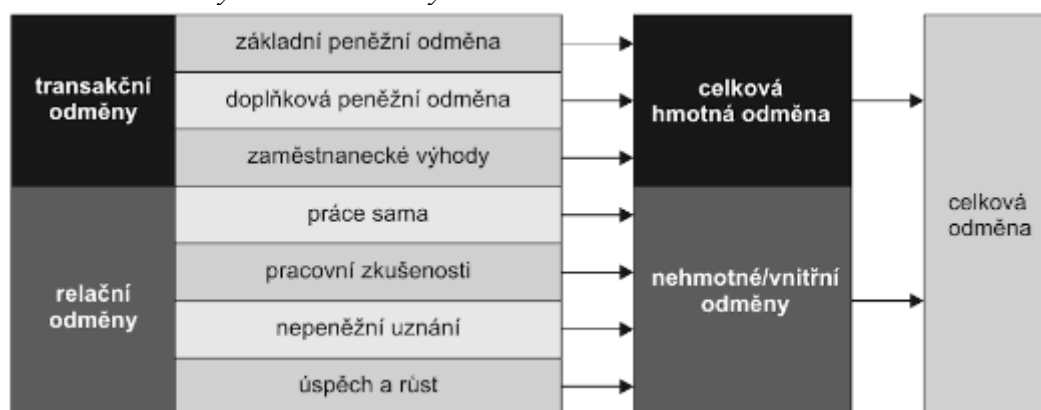 základní peněžní odměna
transakční
odměny
doplňková peněžní odměna
zaměstnanecké výhody
celková
hmotná odměna
práce sama
pracovní zkušenosti
relační
odměny
nepeněžní uznání
úspěch a růst
nehmotné/vnitřní
odměny
celková
odměna